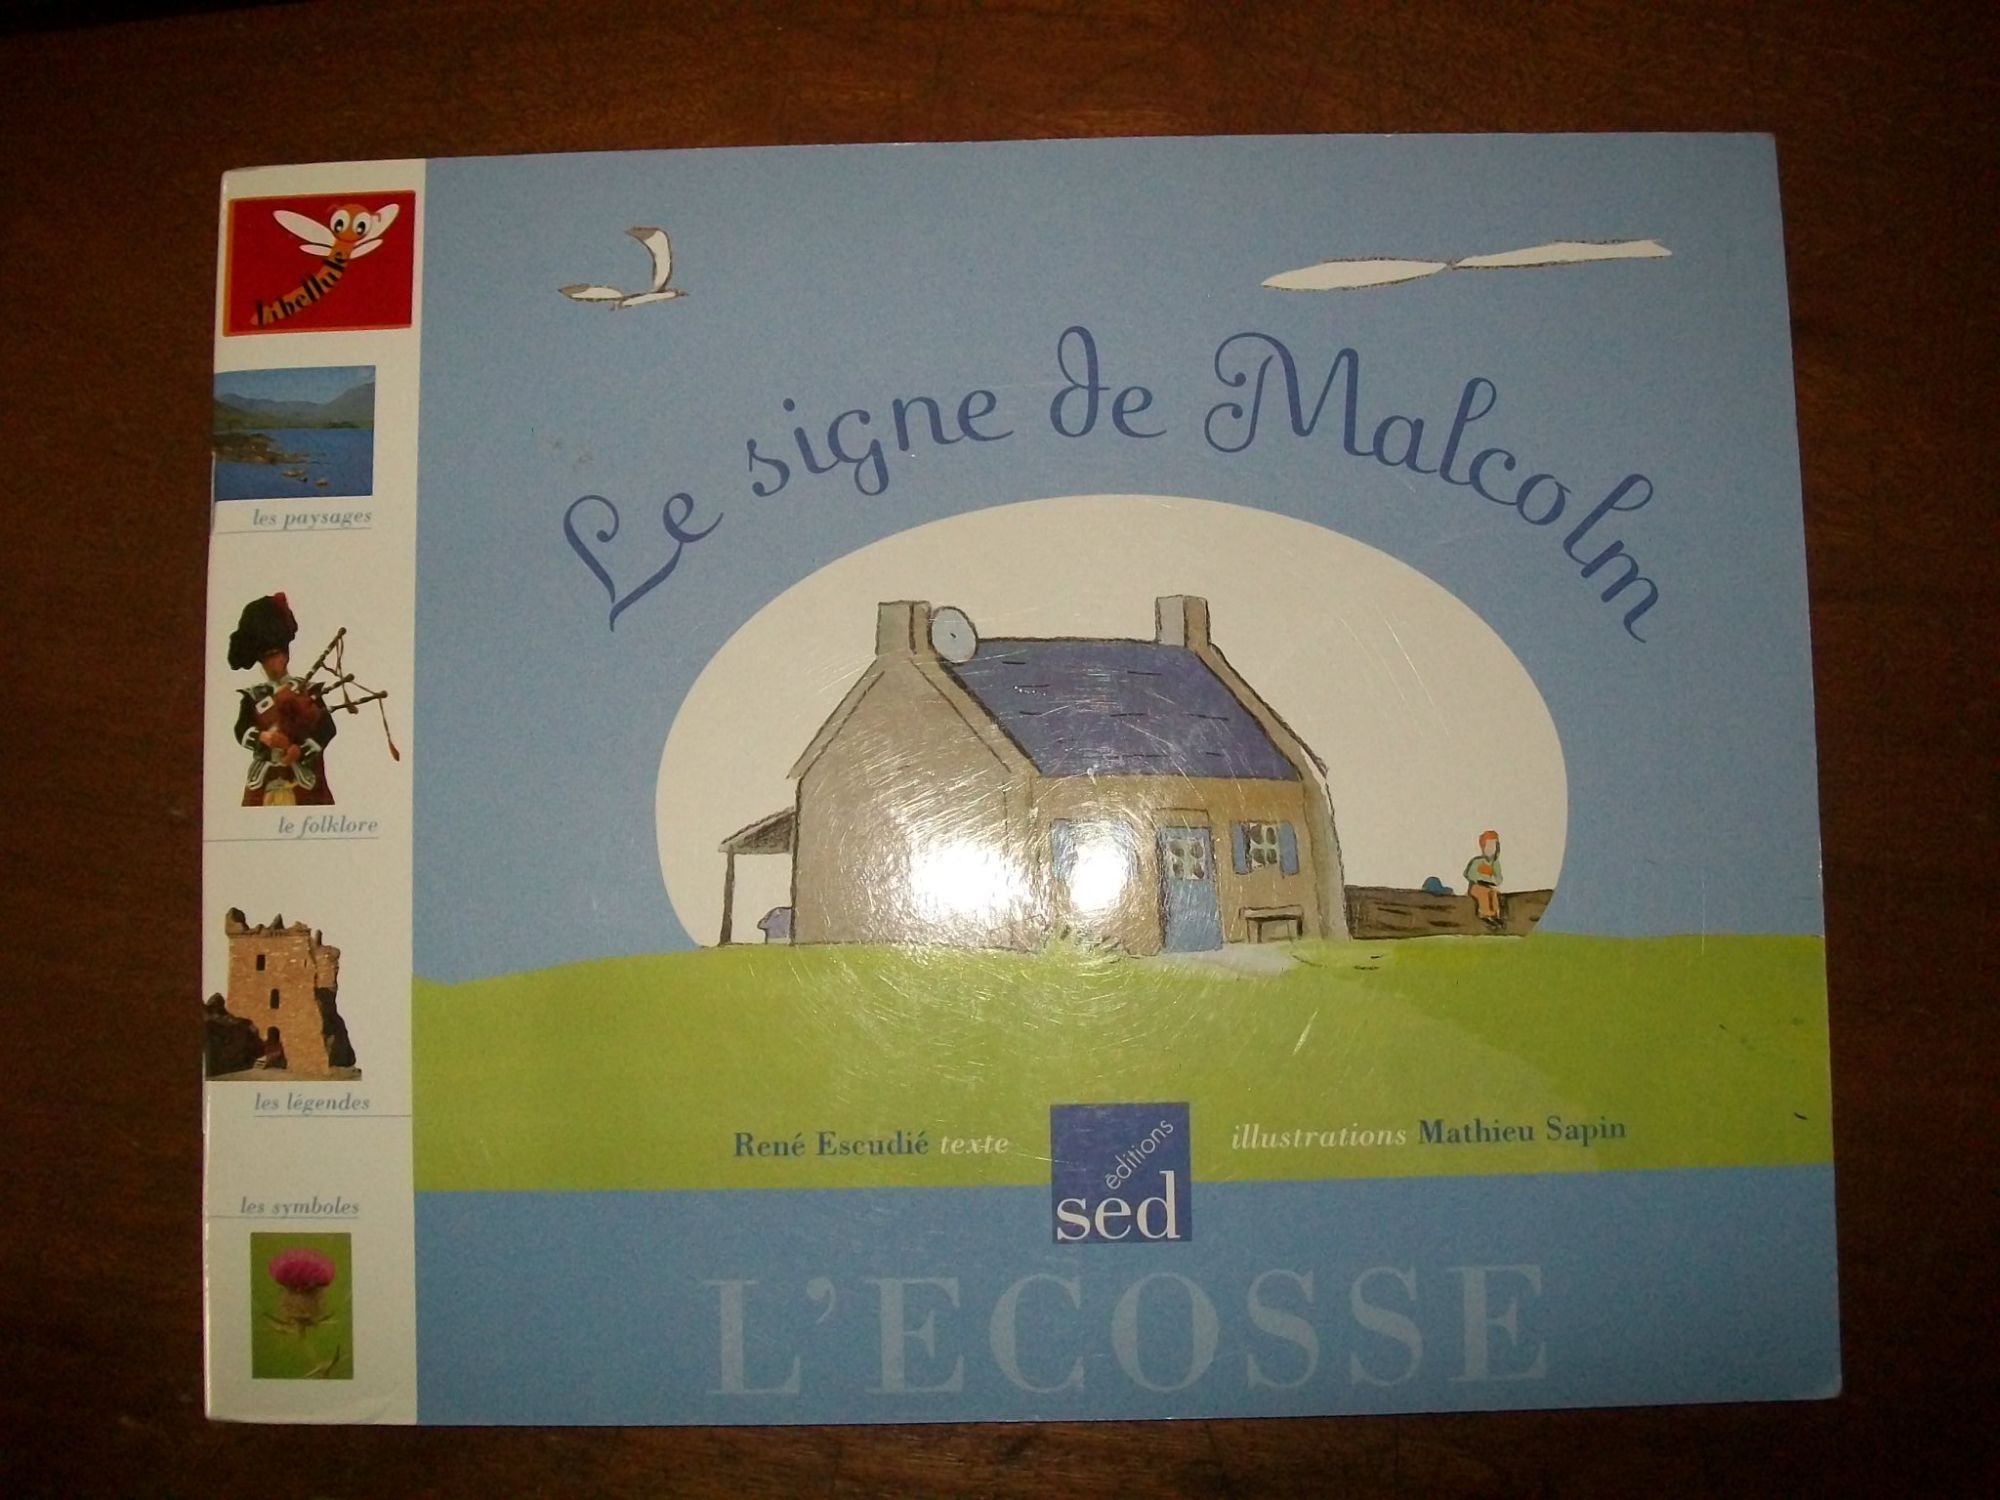 libellule
les paysages
le folklore
les légendes
les symboles
Le signe de Malcolm
René Escudié texte
éditions
sed
illustrations Mathieu Sapin
L'ECOSSE